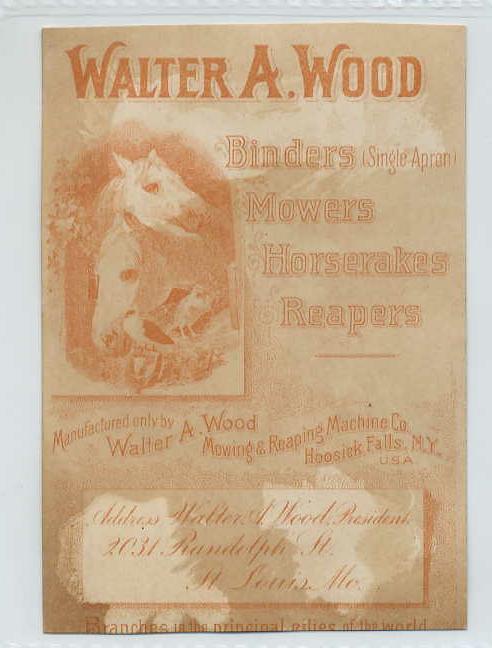 WALTER A. WOOD
Binders (Single Apron)
Mowers
Horserakes
Reapers
Manufactured only by Walter A. Wood
Mowing & Reaping Machine Co.
Hoosick Falls, N.Y.
USA
Address Walter A. Wood, President,
2031 Randolph St.
St. Louis, Mo.
Branches in the principal cities of the world